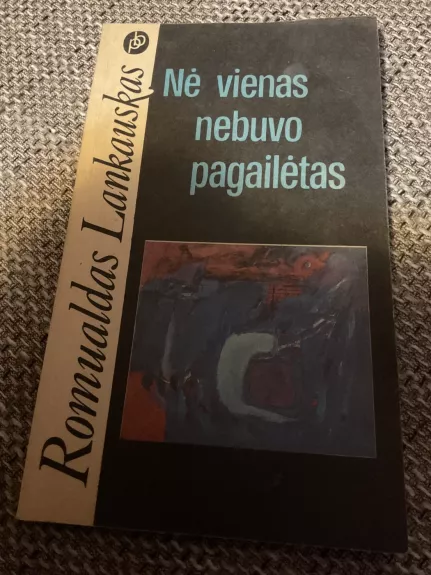 Romualdas Lankauskas
Nė vienas
nebuvo
pagailėtas